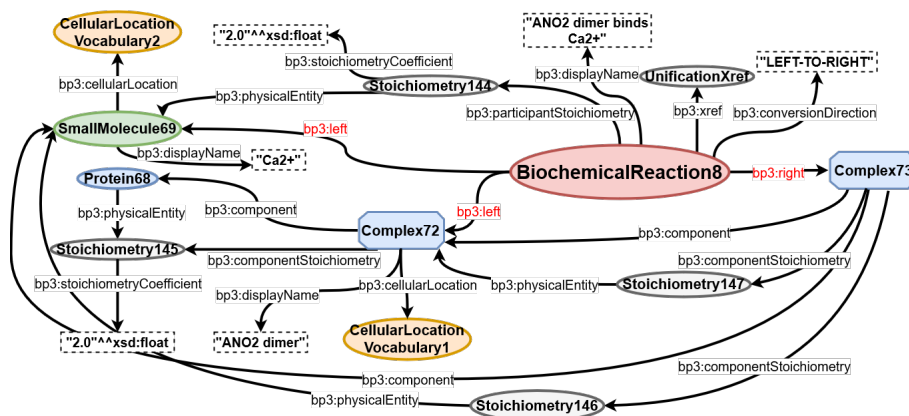 CellularLocation
Vocabulary2
"2.0"^^xsd:float
"ANO2 dimer binds
Ca2+"
"LEFT-TO-RIGHT"
bp3:stoichiometryCoefficient
bp3:displayName
UnificationXref
bp3:cellularLocation
Stoichiometry144
bp3:physicalEntity
bp3:xref
bp3:participantStoichiometry
bp3:conversionDirection
SmallMolecule69
bp3:left
bp3:displayName
"Ca2+"
BiochemicalReaction8
bp3:right
Complex73
Protein68
bp3:physicalEntity
bp3:component
bp3:left
Complex72
bp3:component
Stoichiometry145
bp3:componentStoichiometry
bp3:componentStoichiometry
bp3:stoichiometryCoefficient
bp3:displayName
bp3:cellularLocation
bp3:physicalEntity
Stoichiometry147
"2.0"^^xsd:float
"ANO2 dimer"
CellularLocation
Vocabulary1
bp3:component
bp3:componentStoichiometry
bp3:physicalEntity
Stoichiometry146